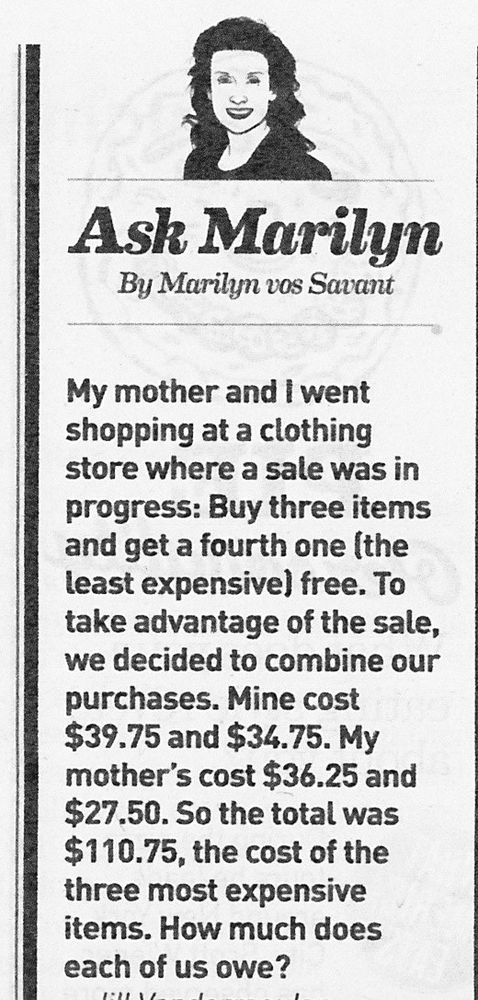 Ask Marilyn
By Marilyn vos Savant
My mother and I went
shopping at a clothing
store where a sale was in
progress: Buy three items
and get a fourth one (the
least expensive) free. To
take advantage of the sale,
we decided to combine our
purchases. Mine cost
$39.75 and $34.75. My
mother's cost $36.25 and
$27.50. So the total was
$110.75, the cost of the
three most expensive
items. How much does
each of us owe?